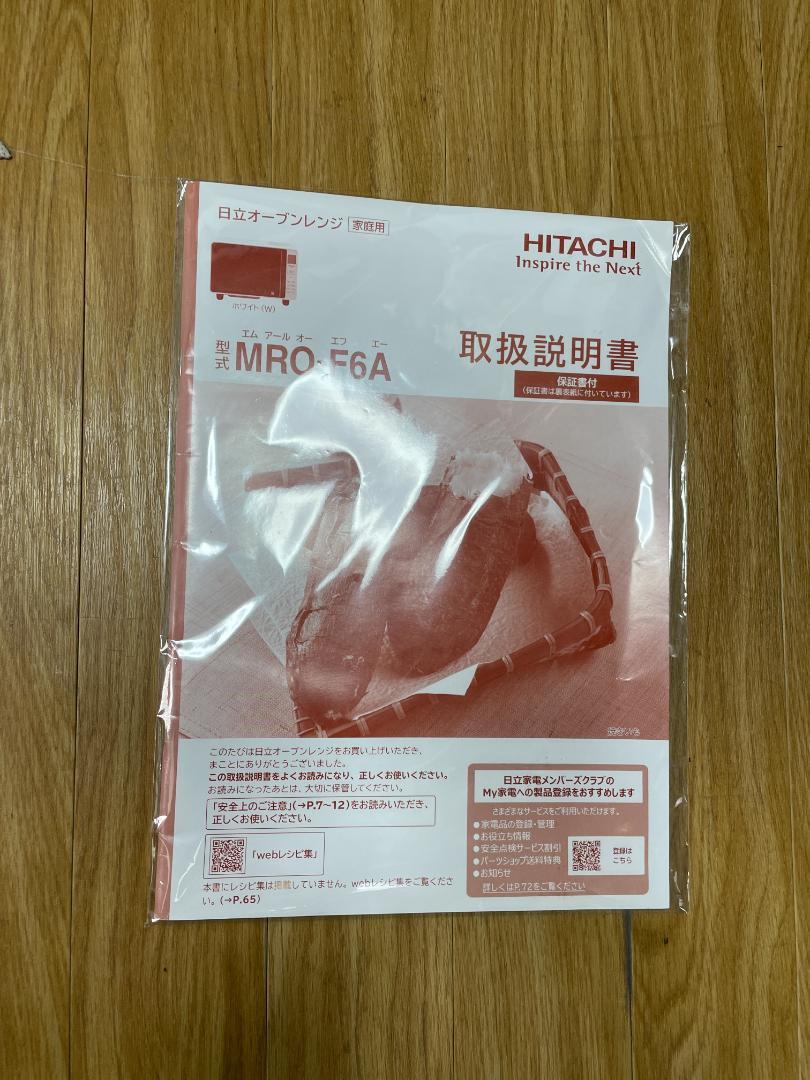 日立オーブンレンジ 家庭用
HITACHI
Inspire the Next
ホワイト(W)
エム アール オー エフ エー
型式 MRO-F6A
取扱説明書
保証書付
(保証書は裏表紙に付いています)
焼きいも
このたびは日立オーブンレンジをお買い上げいただき、
まことにありがとうございました。
この取扱説明書をよくお読みになり、正しくお使いください。
お読みになったあとは、大切に保管してください。
「安全上のご注意」(→P.7~12)をお読みいただき、
正しくお使いください。
「webレシピ集」
本書にレシピ集は掲載していません。webレシピ集をご覧くださ
い。(→P.65)
日立家電メンバーズクラブの
My家電への製品登録をおすすめします
さまざまなサービスをご利用いただけます。
●家電品の登録・管理
●お役立ち情報
●安全点検サービス割引
●パーツショップ送料特典
●お知らせ
登録は
こちら
詳しくはP.72をご覧ください